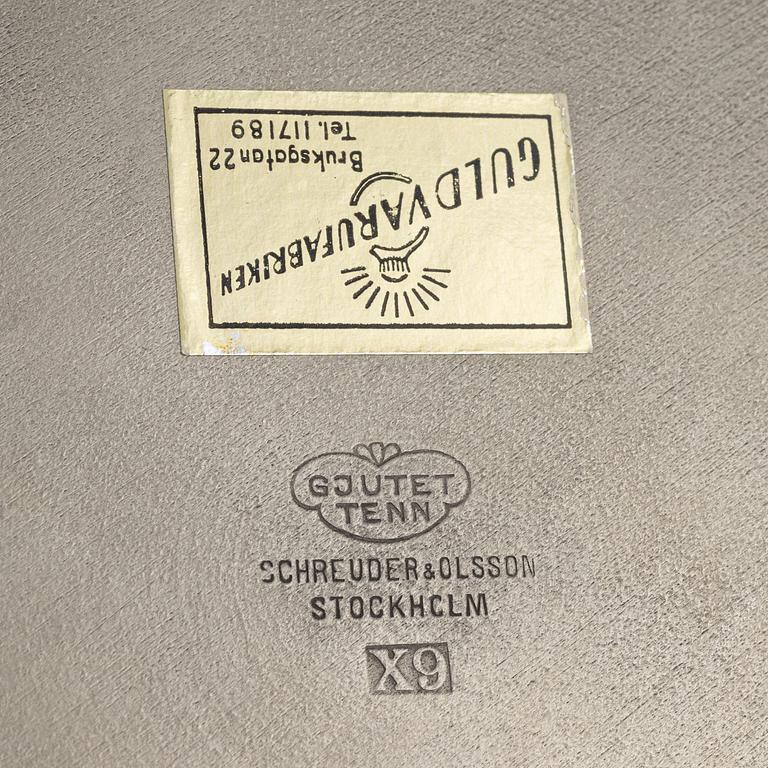 GULDVARUFABRIKEN
Bruksgatan 22
Tel. 117189
GJUTET
TENN
SCHREUDER & OLSSON
STOCKHOLM
X9